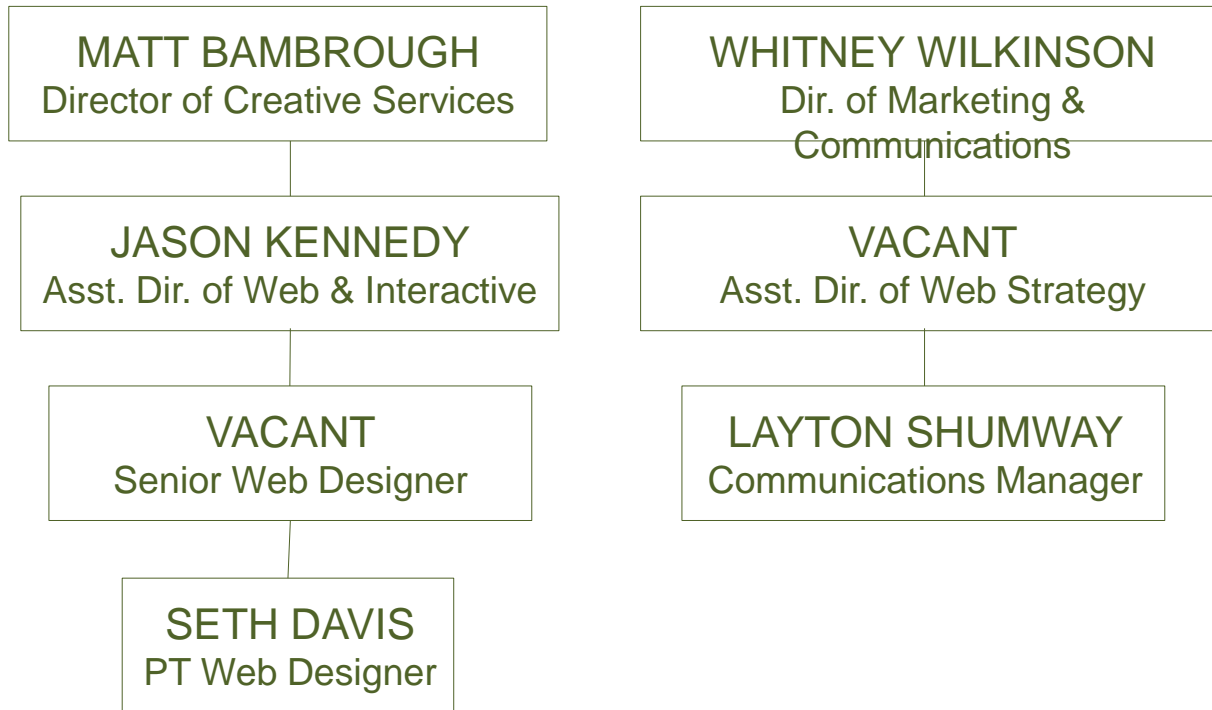 MATT BAMBROUGH
Director of Creative Services
JASON KENNEDY
Asst. Dir. of Web & Interactive
VACANT
Senior Web Designer
SETH DAVIS
PT Web Designer
WHITNEY WILKINSON
Dir. of Marketing &
Communications
VACANT
Asst. Dir. of Web Strategy
LAYTON SHUMWAY
Communications Manager